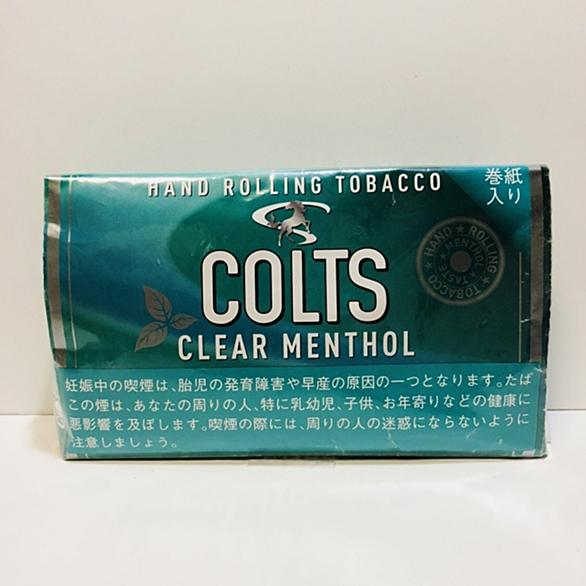 HAND ROLLING TOBACCO
巻紙
入り
COLTS
CLEAR MENTHOL
HAND ROLLING TOBACCO
MENTHOL TASTE
妊娠中の喫煙は、胎児の発育障害や早産の原因の一つとなります。たば
この煙は、あなたの周りの人、特に乳幼児、子供、お年寄りなどの健康に
悪影響を及ぼします。喫煙の際には、周りの人の迷惑にならないように
注意しましょう。